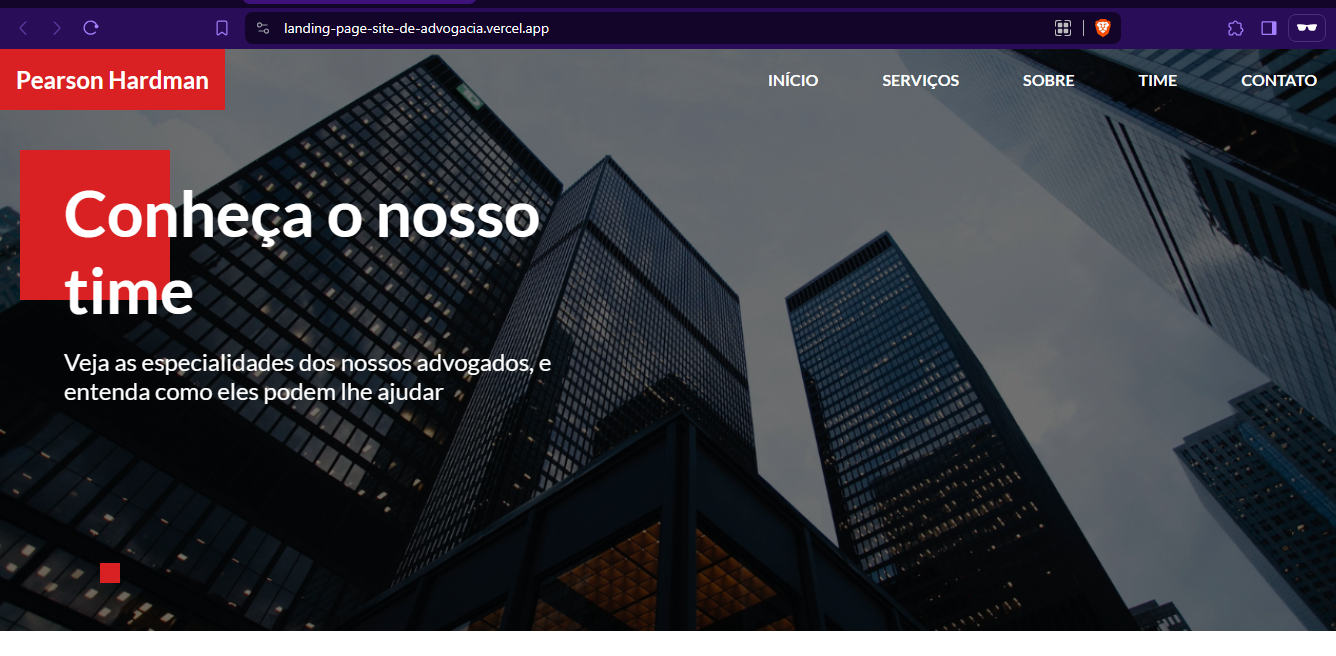 landing-page-site-de-advogacia.vercel.app
Pearson Hardman
INÍCIO
SERVIÇOS
SOBRE
TIME
CONTATO
Conheça o nosso
time
Veja as especialidades dos nossos advogados, e
entenda como eles podem lhe ajudar